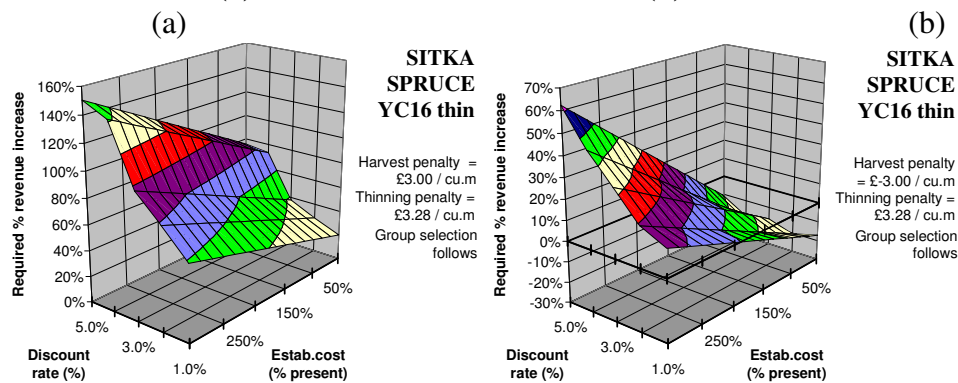 (a)
SITKA
SPRUCE
YC16 thin
Harvest penalty =
£3.00 / cu.m
Thinning penalty =
£3.28 / cu.m
Group selection
follows
Required % revenue increase
160%
140%
120%
100%
80%
60%
40%
20%
0%
5.0%
3.0%
1.0%
Discount
rate (%)
250%
150%
50%
Estab.cost
(% present)
(b)
SITKA
SPRUCE
YC16 thin
Harvest penalty
= £-3.00 / cu.m
Thinning penalty =
£3.28 / cu.m
Group selection
follows
Required % revenue increase
70%
60%
50%
40%
30%
20%
10%
0%
-10%
-20%
-30%
5.0%
3.0%
1.0%
Discount
rate (%)
250%
150%
50%
Estab.cost
(% present)